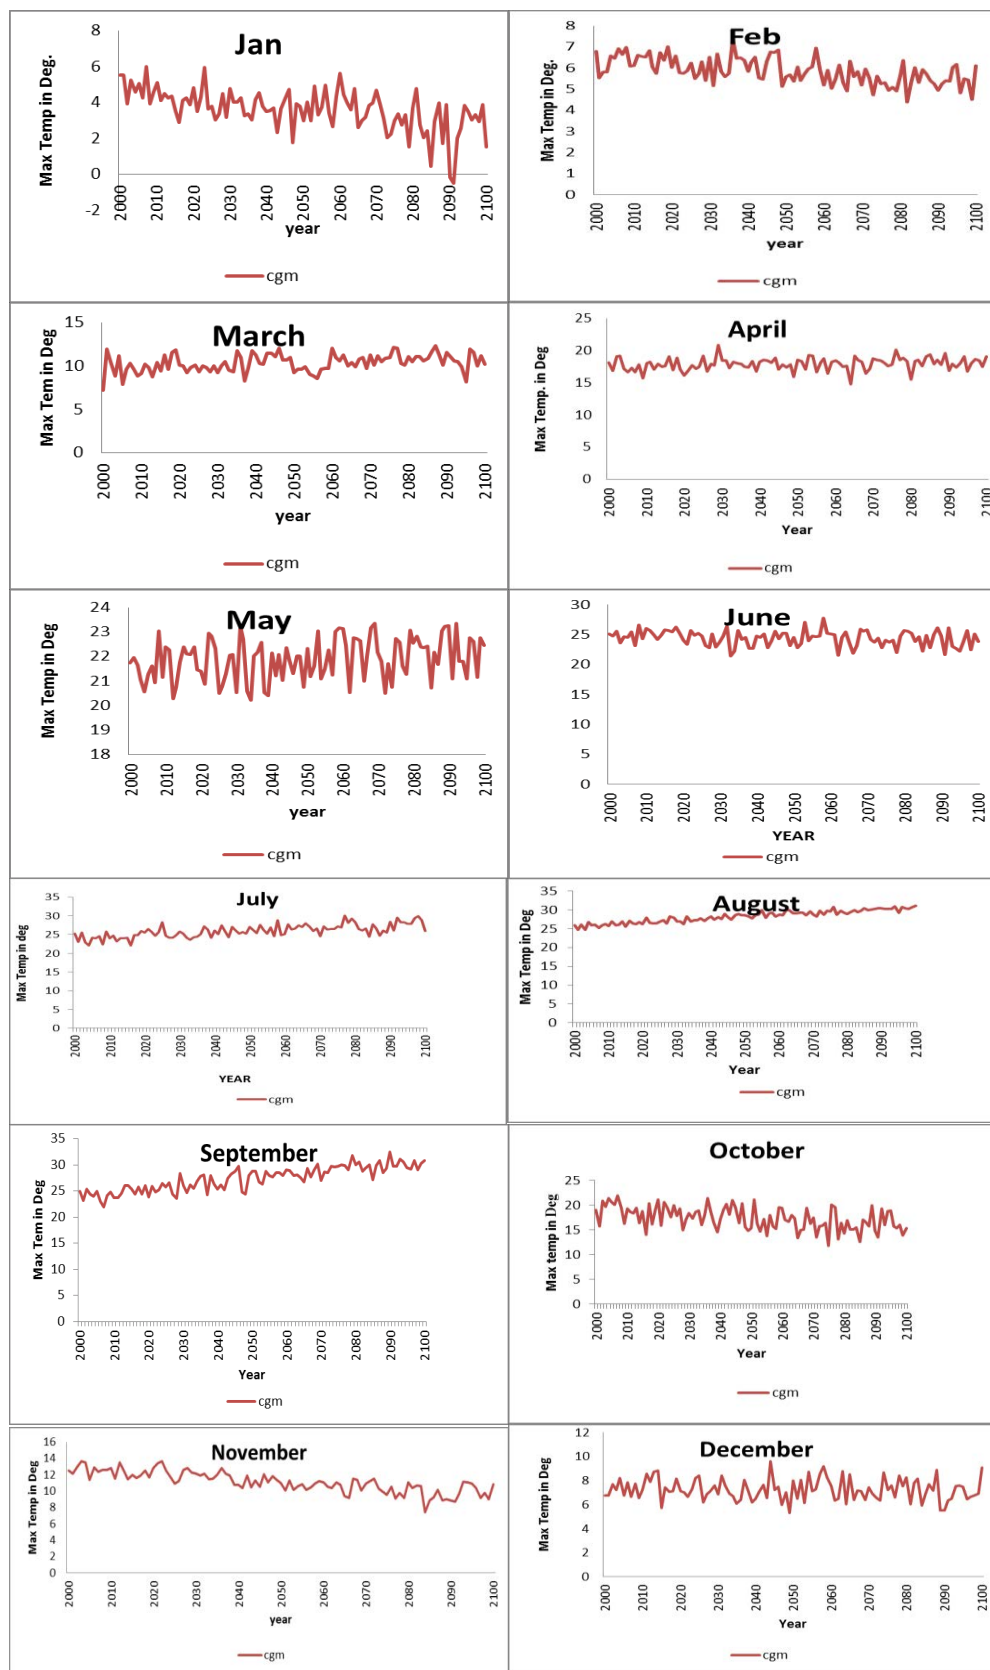 Jan
Max Temp in Deg.
8
6
4
2
0
-2
2000 2010 2020 2030 2040 2050 2060 2070 2080 2090 2100
year
cgm
Feb
Max Temp in Deg.
8
7
6
5
4
3
2
1
0
2000 2010 2020 2030 2040 2050 2060 2070 2080 2090 2100
year
cgm
March
Max Tem in Deg
15
10
5
0
2000 2010 2020 2030 2040 2050 2060 2070 2080 2090 2100
year
cgm
April
Max Temp. in Deg
25
20
15
10
5
0
2000 2010 2020 2030 2040 2050 2060 2070 2080 2090 2100
Year
cgm
May
Max Temp in Deg
24
23
22
21
20
19
18
2000 2010 2020 2030 2040 2050 2060 2070 2080 2090 2100
year
cgm
June
Max Temp in Deg
30
25
20
15
10
5
0
2000 2010 2020 2030 2040 2050 2060 2070 2080 2090 2100
YEAR
cgm
July
Max Temp in deg
35
30
25
20
15
10
5
0
2000 2010 2020 2030 2040 2050 2060 2070 2080 2090 2100
YEAR
cgm
August
Max Temp in Deg
35
30
25
20
15
10
5
0
2000 2010 2020 2030 2040 2050 2060 2070 2080 2090 2100
Year
cgm
September
Max Tem in Deg
35
30
25
20
15
10
5
0
2000 2010 2020 2030 2040 2050 2060 2070 2080 2090 2100
Year
cgm
October
Max temp in Deg
25
20
15
10
5
0
2000 2010 2020 2030 2040 2050 2060 2070 2080 2090 2100
Year
cgm
November
Max Temp in Deg
16
14
12
10
8
6
4
2
0
2000 2010 2020 2030 2040 2050 2060 2070 2080 2090 2100
year
cgm
December
Max Temp in Deg
12
10
8
6
4
2
0
2000 2010 2020 2030 2040 2050 2060 2070 2080 2090 2100
Year
cgm